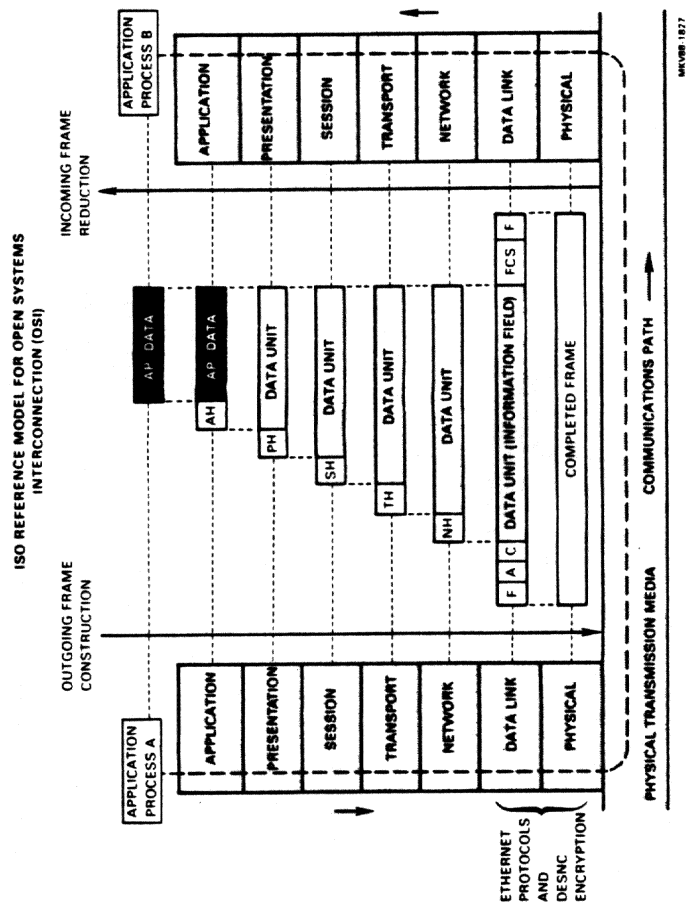 ISO REFERENCE MODEL FOR OPEN SYSTEMS
INTERCONNECTION (OSI)
OUTGOING FRAME
CONSTRUCTION
INCOMING FRAME
REDUCTION
APPLICATION
PROCESS A
AP DATA
APPLICATION
PROCESS B
APPLICATION
AH AP DATA
APPLICATION
PRESENTATION
PH DATA UNIT
PRESENTATION
SESSION
SH DATA UNIT
SESSION
TRANSPORT
TH DATA UNIT
TRANSPORT
NETWORK
NH DATA UNIT
NETWORK
DATA LINK
F A C DATA UNIT (INFORMATION FIELD) FCS F
DATA LINK
PHYSICAL
COMPLETED FRAME
PHYSICAL
ETHERNET
PROTOCOLS
AND
DESNC
ENCRYPTION
PHYSICAL TRANSMISSION MEDIA
COMMUNICATIONS PATH
MKV88-1827